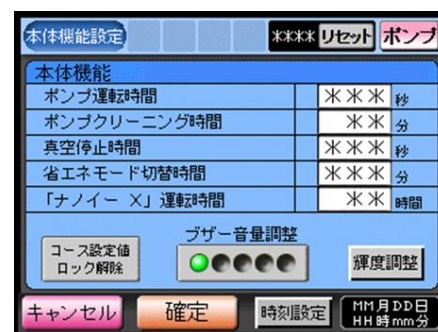 本体機能設定 ＊＊＊＊ リセット ポンプ
本体機能
ポンプ運転時間 ＊＊＊ 秒
ポンプクリーニング時間 ＊＊ 分
真空停止時間 ＊＊＊ 秒
省エネモード切替時間 ＊＊ 分
「ナノイー X」運転時間 ＊＊ 時間
ブザー音量調整
コース設定値
ロック解除
輝度調整
キャンセル 確定 時刻設定 MM月DD日
HH時mm分